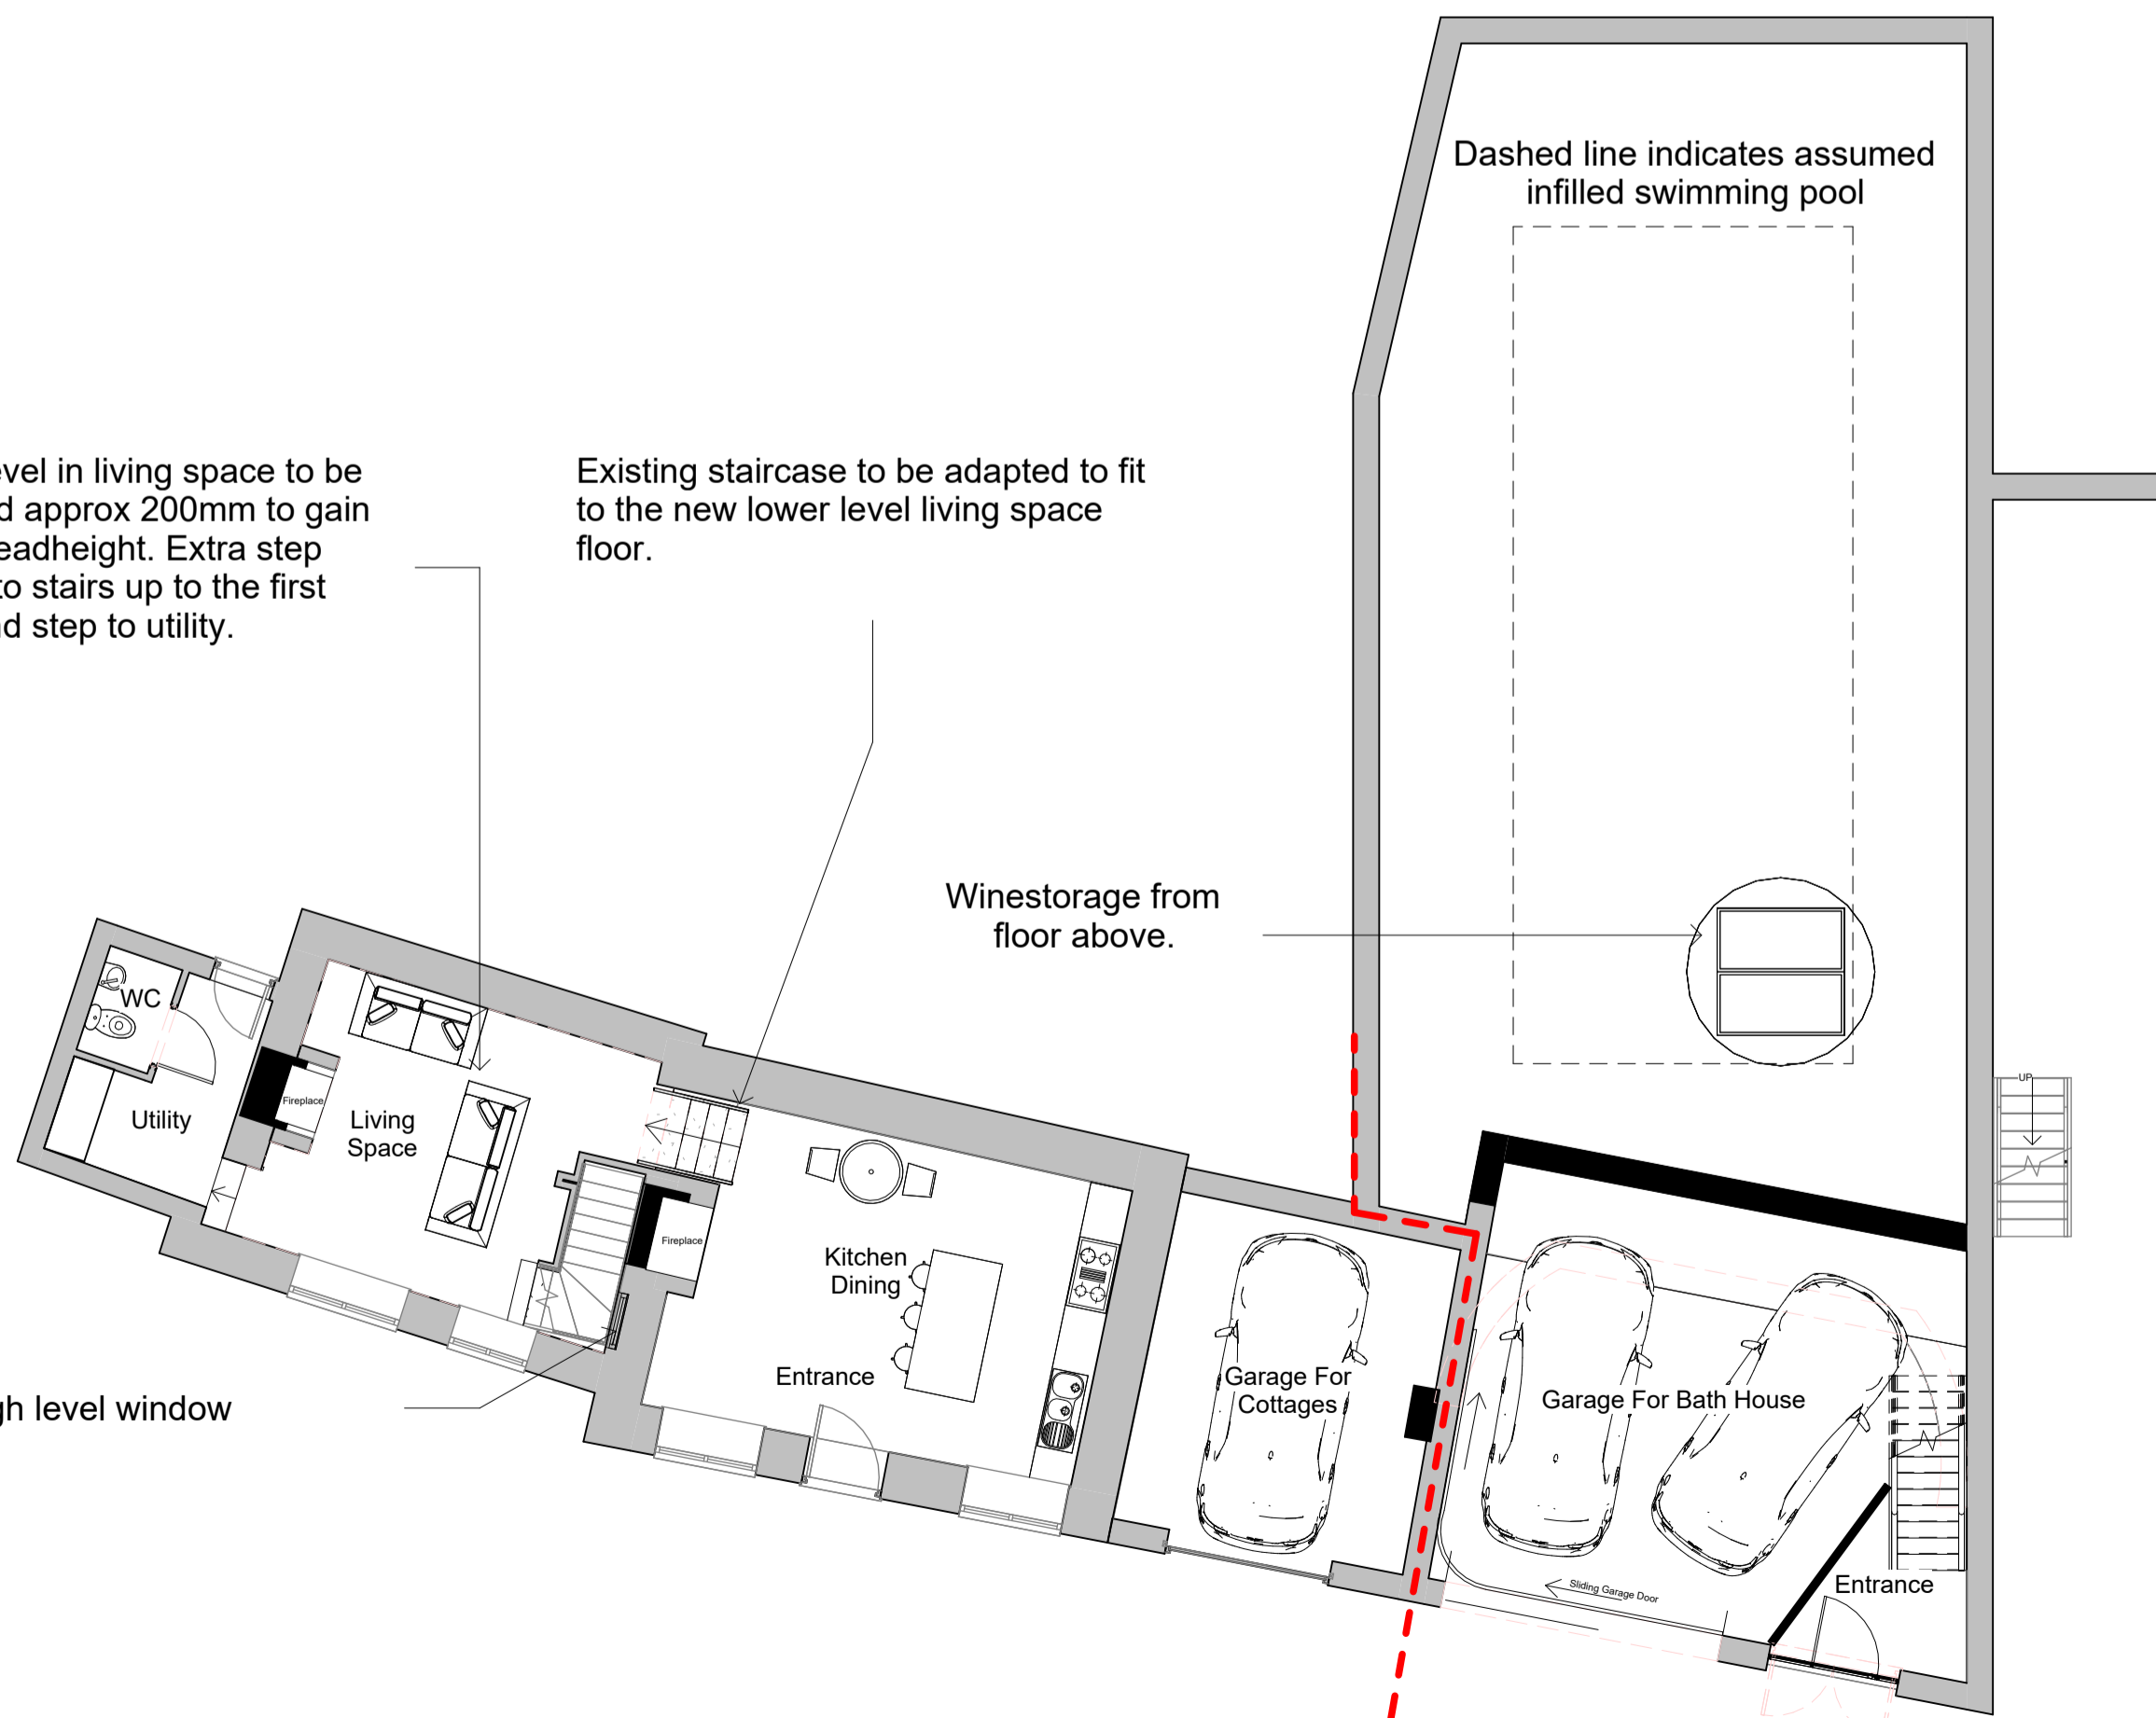 Dashed line indicates assumed
infilled swimming pool
evel in living space to be
d approx 200mm to gain
eadheight. Extra step
to stairs up to the first
nd step to utility.
Existing staircase to be adapted to fit
to the new lower level living space
floor.
Winestorage from
floor above.
WC
Utility
Fireplace
Living
Space
Fireplace
Kitchen
Dining
Entrance
gh level window
Garage For
Cottages
Garage For Bath House
Sliding Garage Door
Entrance
UP